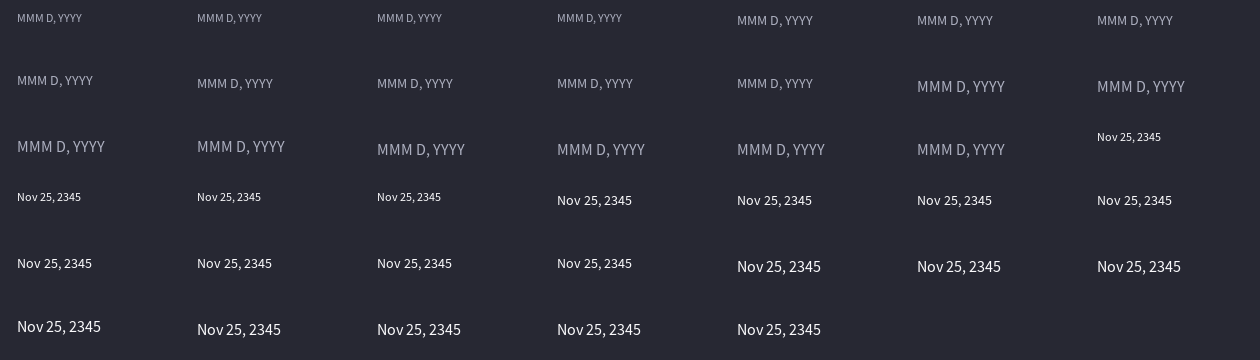 MMM D, YYYY MMM D, YYYY MMM D, YYYY MMM D, YYYY MMM D, YYYY MMM D, YYYY MMM D, YYYY
MMM D, YYYY MMM D, YYYY MMM D, YYYY MMM D, YYYY MMM D, YYYY MMM D, YYYY MMM D, YYYY
MMM D, YYYY MMM D, YYYY MMM D, YYYY MMM D, YYYY MMM D, YYYY MMM D, YYYY Nov 25, 2345
Nov 25, 2345 Nov 25, 2345 Nov 25, 2345 Nov 25, 2345 Nov 25, 2345 Nov 25, 2345 Nov 25, 2345
Nov 25, 2345 Nov 25, 2345 Nov 25, 2345 Nov 25, 2345 Nov 25, 2345 Nov 25, 2345 Nov 25, 2345
Nov 25, 2345 Nov 25, 2345 Nov 25, 2345 Nov 25, 2345 Nov 25, 2345